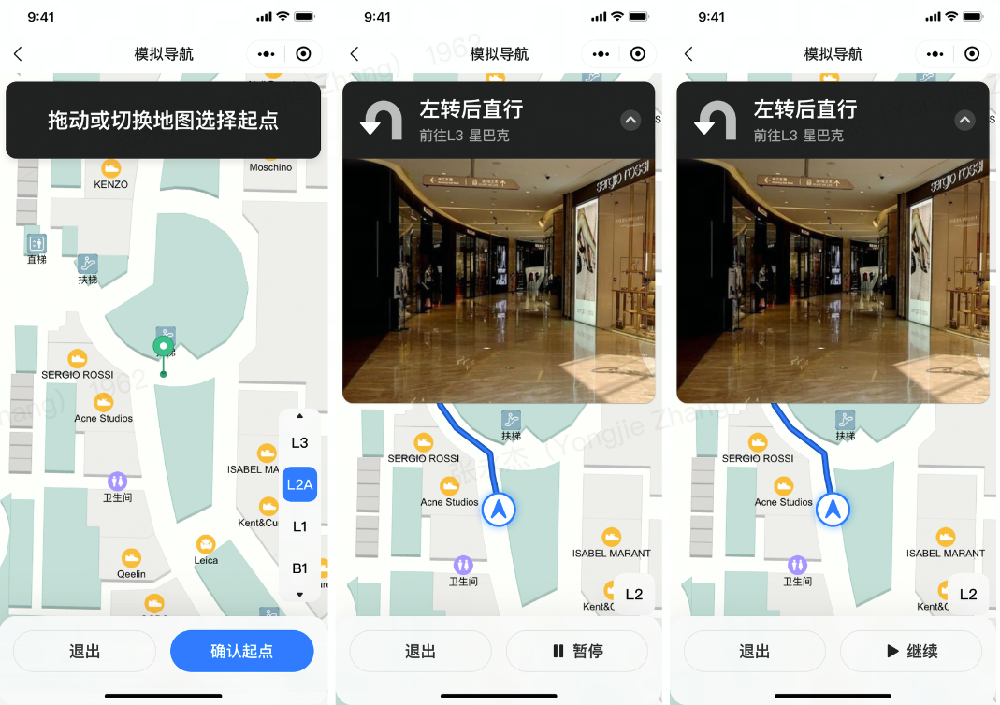 9:41
模拟导航
拖动或切换地图选择起点
Moschino
KENZO
直梯
扶梯
SERGIO ROSSI
Acne Studios
ISABEL MA
卫生间
Kent&Cu
Leica
Qeelin
L3
L2A
L1
B1
退出
确认起点
9:41
模拟导航
左转后直行
前往L3 星巴克
sergio rossi
扶梯
SERGIO ROSSI
Acne Studios
ISABEL MARANT
卫生间
Kent&C
L2
退出
暂停
9:41
模拟导航
左转后直行
前往L3 星巴克
sergio rossi
扶梯
SERGIO ROSSI
Acne Studios
ISABEL MARANT
卫生间
Kent&C
L2
退出
继续